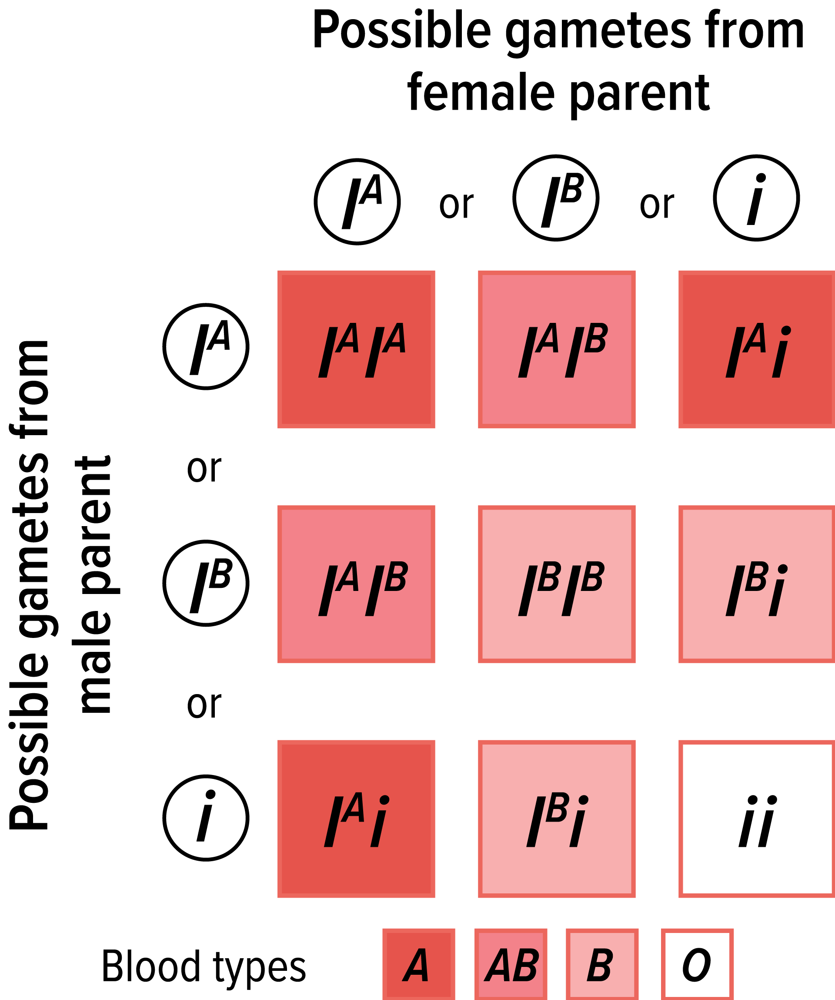 Possible gametes from
female parent
I^A or I^B or i
Possible gametes from
male parent
I^A
I^A I^A
I^A I^B
I^A i
or
I^B
I^A I^B
I^B I^B
I^B i
or
i
I^A i
I^B i
ii
Blood types A AB B O